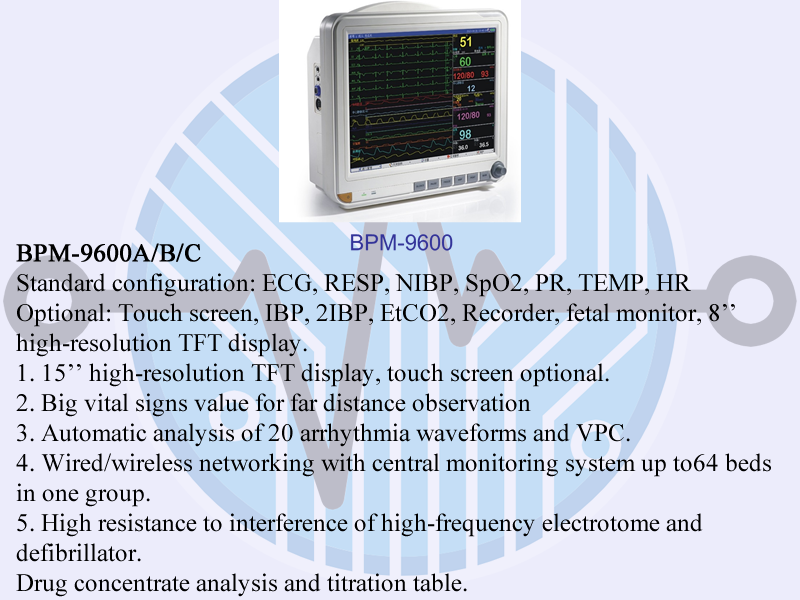 51
60
120/80 93
12
120/80
98
36.0 36.5
BPM-9600
BPM-9600A/B/C
Standard configuration: ECG, RESP, NIBP, SpO2, PR, TEMP, HR
Optional: Touch screen, IBP, 2IBP, EtCO2, Recorder, fetal monitor, 8’’
high-resolution TFT display.
1. 15’’ high-resolution TFT display, touch screen optional.
2. Big vital signs value for far distance observation
3. Automatic analysis of 20 arrhythmia waveforms and VPC.
4. Wired/wireless networking with central monitoring system up to64 beds
in one group.
5. High resistance to interference of high-frequency electrotome and
defibrillator.
Drug concentrate analysis and titration table.